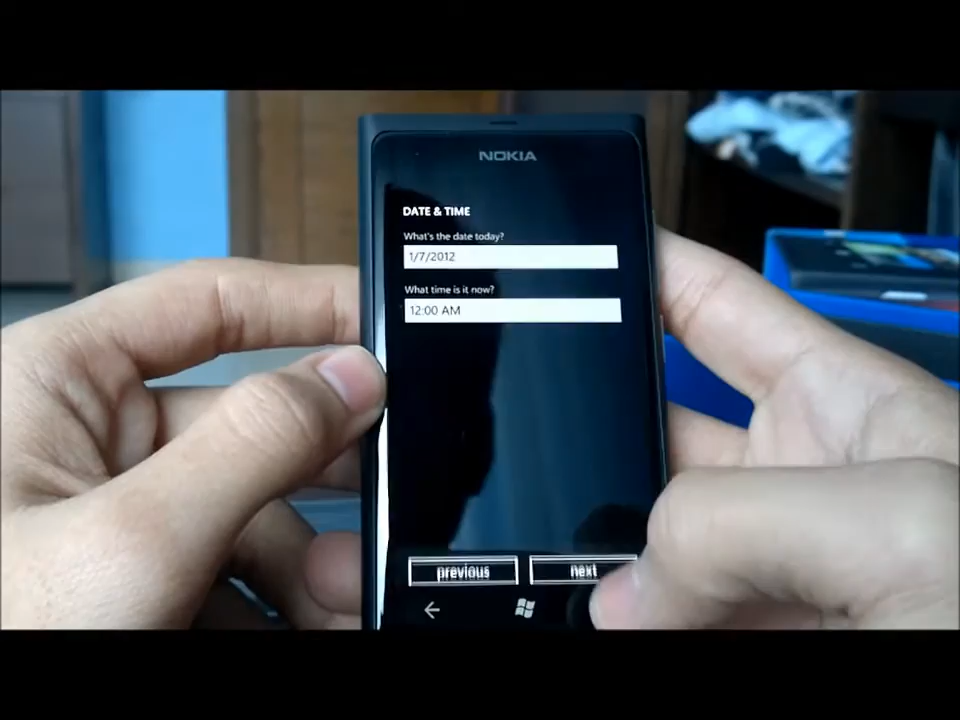 NOKIA
DATE & TIME
What's the date today?
1/7/2012
What time is it now?
12:00 AM
previous
next